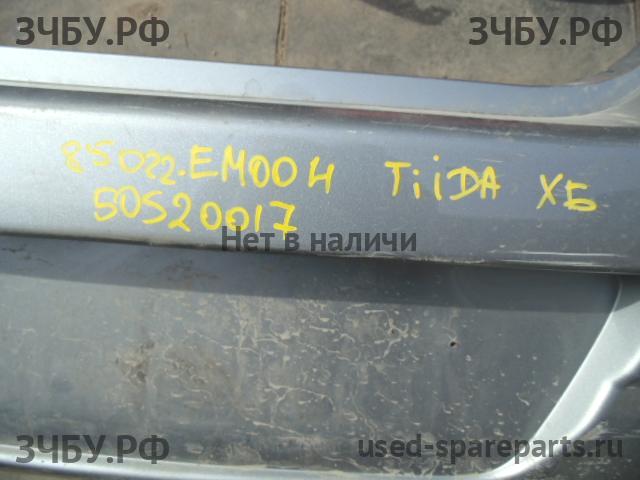 ЗЧБУ.РФ ЗЧБУ.РФ
85022.EM00H TiiDA ХБ
50520017
Нет в наличи
ЗЧБУ.РФ used-spareparts.ru